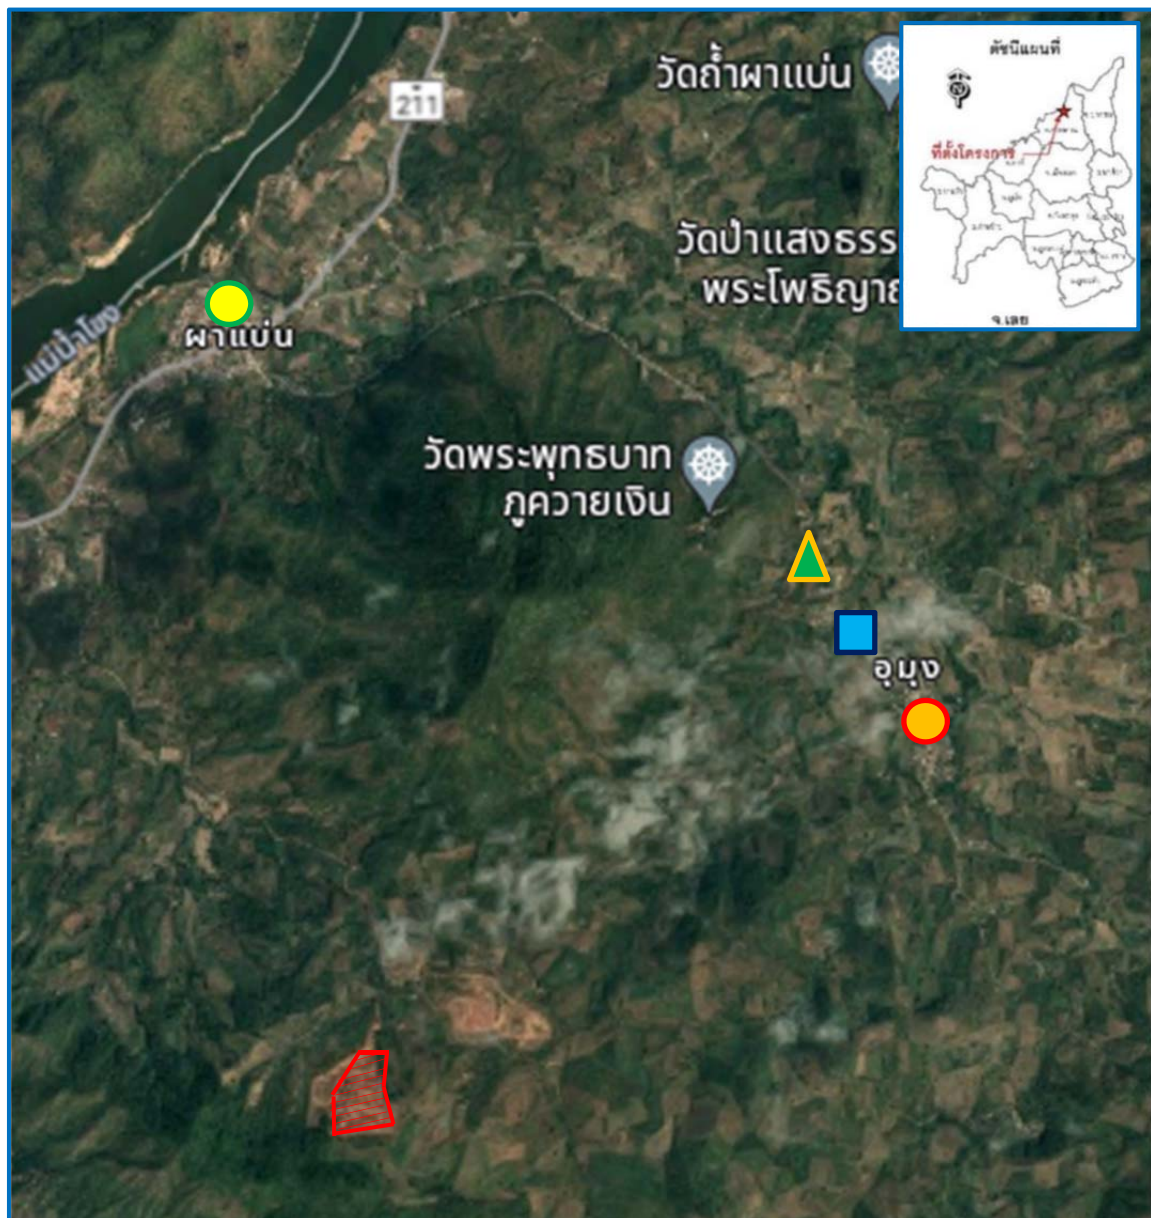 วัดถ้ำผาแบ่น
211
ดัชนีแผนที่
ที่ตั้งโครงการ
จ.เลย
วัดป่าแสงธรร
พระโพธิญาณ
ผาแบ่น
แม่น้ำโขง
วัดพระพุทธบาท
ภูควายเงิน
อุมุง